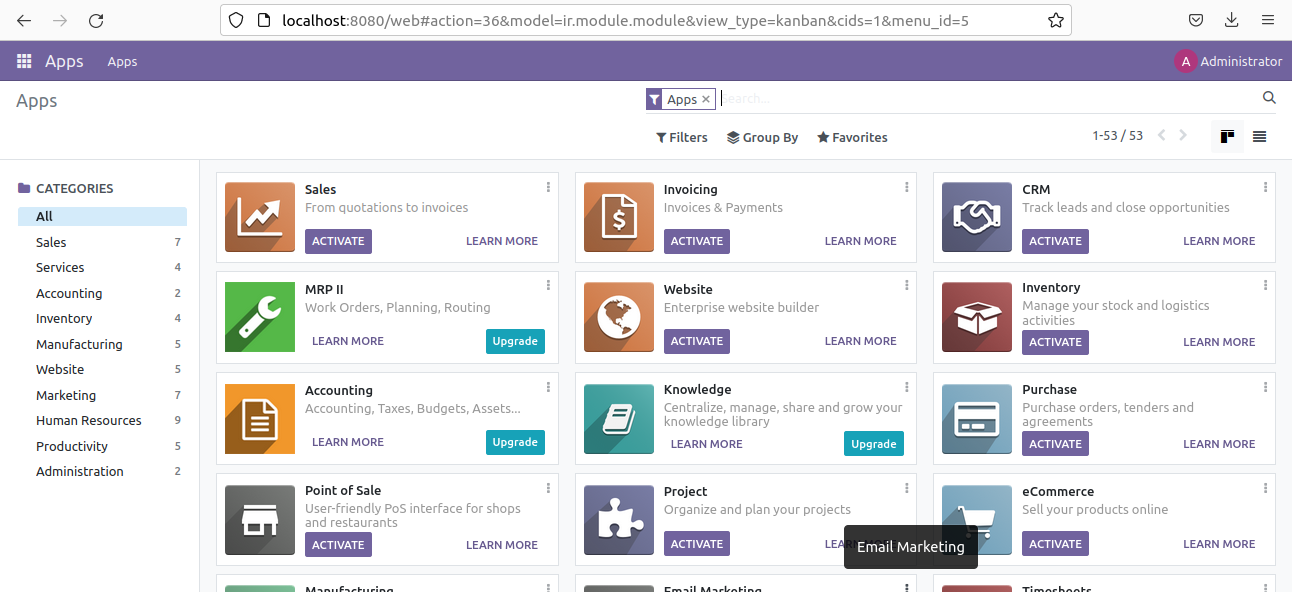 localhost:8080/web#action=36&model=ir.module.module&view_type=kanban&cids=1&menu_id=5
Apps Apps
A Administrator
Apps
Apps × Search...
Filters Group By Favorites
1-53 / 53
CATEGORIES
All
Sales 7
Services 4
Accounting 2
Inventory 4
Manufacturing 5
Website 5
Marketing 7
Human Resources 9
Productivity 5
Administration 2
Sales
From quotations to invoices
ACTIVATE LEARN MORE
Invoicing
Invoices & Payments
ACTIVATE LEARN MORE
CRM
Track leads and close opportunities
ACTIVATE LEARN MORE
MRP II
Work Orders, Planning, Routing
LEARN MORE Upgrade
Website
Enterprise website builder
ACTIVATE LEARN MORE
Inventory
Manage your stock and logistics
activities
ACTIVATE LEARN MORE
Accounting
Accounting, Taxes, Budgets, Assets...
LEARN MORE Upgrade
Knowledge
Centralize, manage, share and grow your
knowledge library
LEARN MORE Upgrade
Purchase
Purchase orders, tenders and
agreements
ACTIVATE LEARN MORE
Point of Sale
User-friendly PoS interface for shops
and restaurants
ACTIVATE LEARN MORE
Project
Organize and plan your projects
ACTIVATE LEARN MORE
eCommerce
Sell your products online
ACTIVATE LEARN MORE
Email Marketing
Manufacturing
Email Marketing
Timesheets